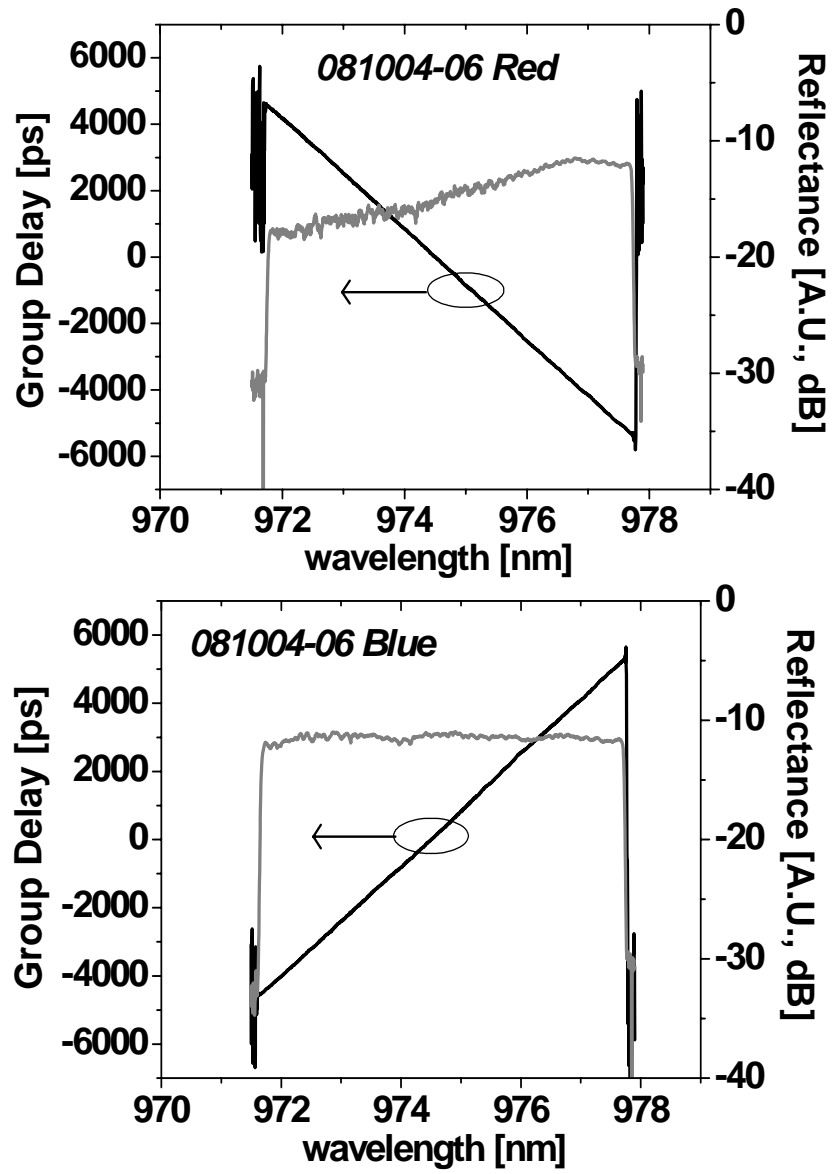 081004-06 Red
Group Delay [ps]
6000
4000
2000
0
-2000
-4000
-6000
Reflectance [A.U., dB]
0
-10
-20
-30
-40
970 972 974 976 978
wavelength [nm]
081004-06 Blue
Group Delay [ps]
6000
4000
2000
0
-2000
-4000
-6000
Reflectance [A.U., dB]
0
-10
-20
-30
-40
970 972 974 976 978
wavelength [nm]